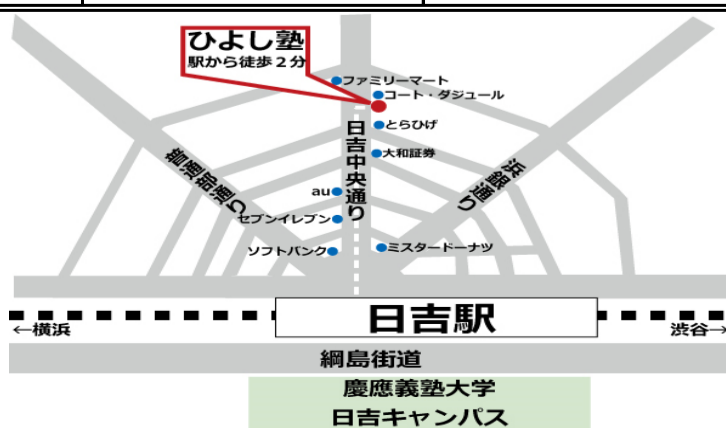 ひよし塾
駅から徒歩２分
ファミリーマート
コート・ダジュール
とらひげ
大和証券
日吉中央通り
普通部通り
浜銀通り
au
セブンイレブン
ソフトバンク
ミスタードーナツ
日吉駅
←横浜
渋谷→
綱島街道
慶應義塾大学
日吉キャンパス